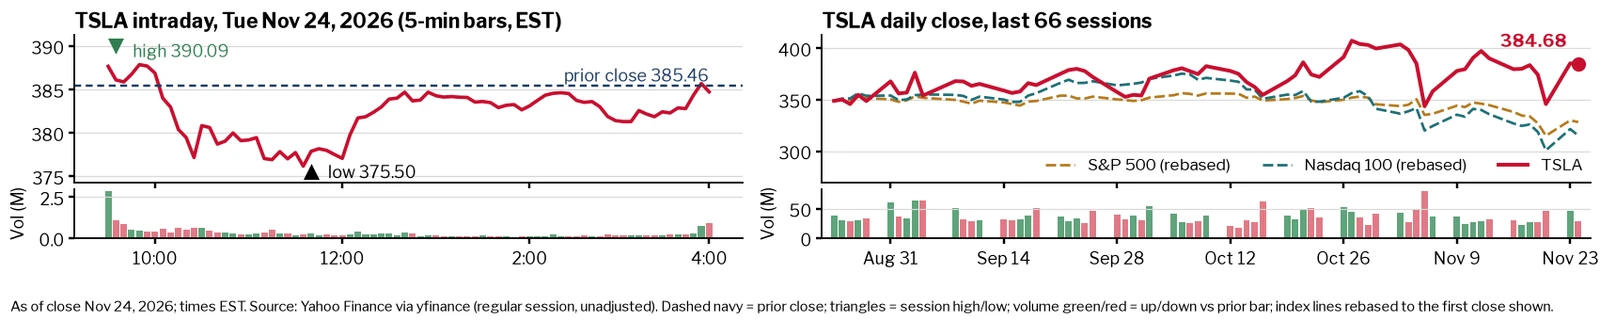 TSLA intraday, Tue Nov 24, 2026 (5-min bars, EST)
390
385
380
375
high 390.09
prior close 385.46
low 375.50
Vol (M)
2.5
0.0
10:00
12:00
2:00
4:00
TSLA daily close, last 66 sessions
400
350
300
384.68
S&P 500 (rebased)
Nasdaq 100 (rebased)
TSLA
Vol (M)
50
0
Aug 31
Sep 14
Sep 28
Oct 12
Oct 26
Nov 9
Nov 23
As of close Nov 24, 2026; times EST. Source: Yahoo Finance via yfinance (regular session, unadjusted). Dashed navy = prior close; triangles = session high/low; volume green/red = up/down vs prior bar; index lines rebased to the first close shown.